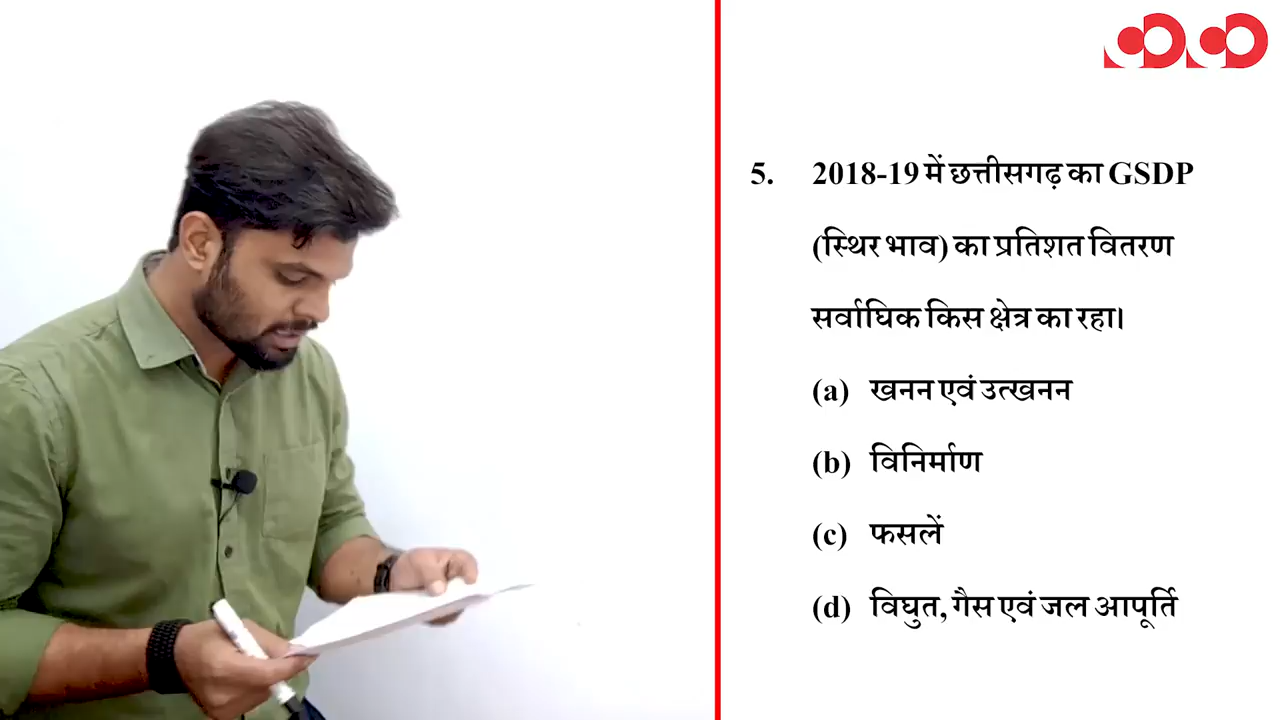 5. 2018-19 में छत्तीसगढ़ का GSDP
(स्थिर भाव) का प्रतिशत वितरण
सर्वाघिक किस क्षेत्र का रहा।
(a) खनन एवं उत्खनन
(b) विनिर्माण
(c) फसलें
(d) विघुत, गैस एवं जल आपूर्ति